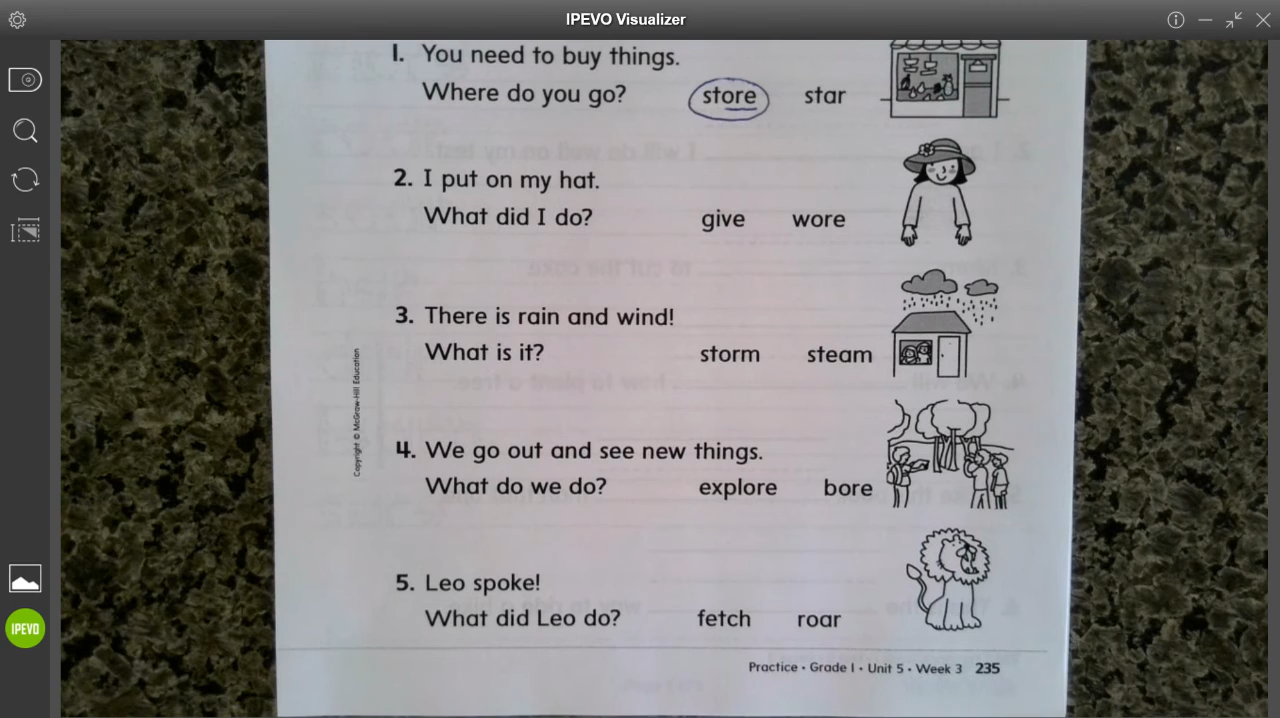 IPEVO Visualizer
1. You need to buy things.
Where do you go? store star
2. I put on my hat.
What did I do? give wore
3. There is rain and wind!
What is it? storm steam
4. We go out and see new things.
What do we do? explore bore
5. Leo spoke!
What did Leo do? fetch roar
Copyright © McGraw-Hill Education
Practice • Grade 1 • Unit 5 • Week 3 235
IPEVO